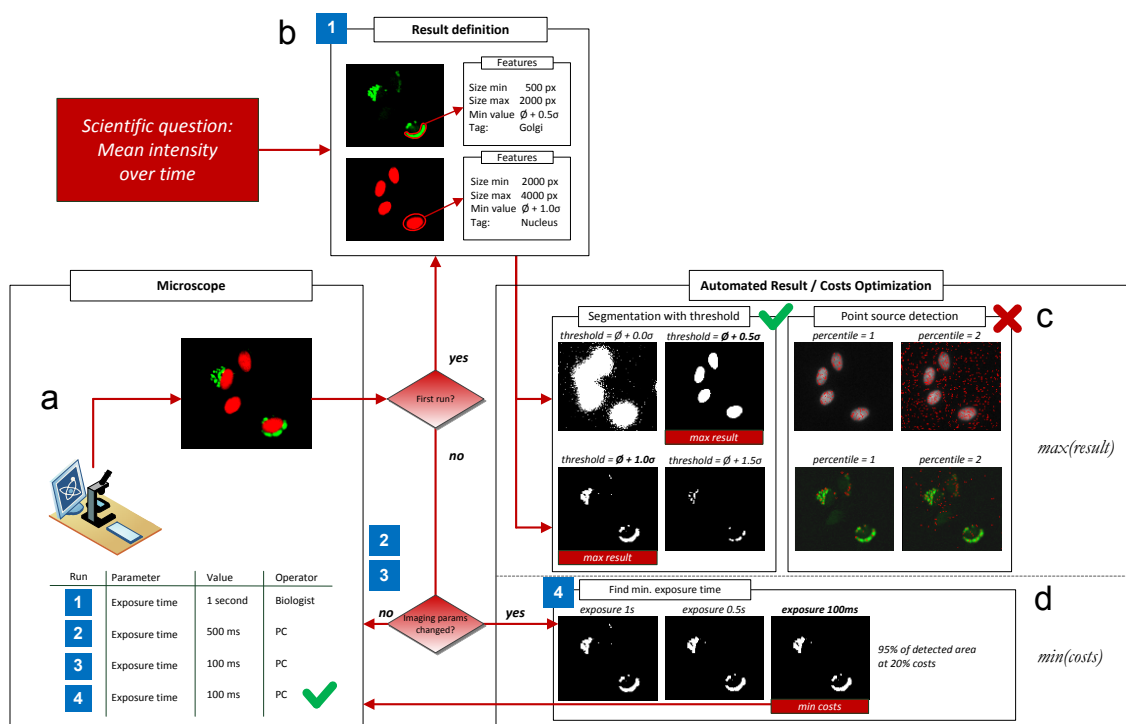 b
1
Result definition
Features
Size min 500 px
Size max 2000 px
Min value Ø + 0.5σ
Tag: Golgi
Features
Size min 2000 px
Size max 4000 px
Min value Ø + 1.0σ
Tag: Nucleus
Scientific question:
Mean intensity
over time
Microscope
a
First run?
yes
no
2
3
Imaging params
changed?
no
yes
Run Parameter Value Operator
1 Exposure time 1 second Biologist
2 Exposure time 500 ms PC
3 Exposure time 100 ms PC
4 Exposure time 100 ms PC
Automated Result / Costs Optimization
c
Segmentation with threshold
threshold = Ø + 0.0σ threshold = Ø + 0.5σ
max result
threshold = Ø + 1.0σ threshold = Ø + 1.5σ
max result
Point source detection
percentile = 1 percentile = 2
percentile = 1 percentile = 2
max(result)
d
4
Find min. exposure time
exposure 1s exposure 0.5s exposure 100ms
95% of detected area
at 20% costs
min costs
min(costs)